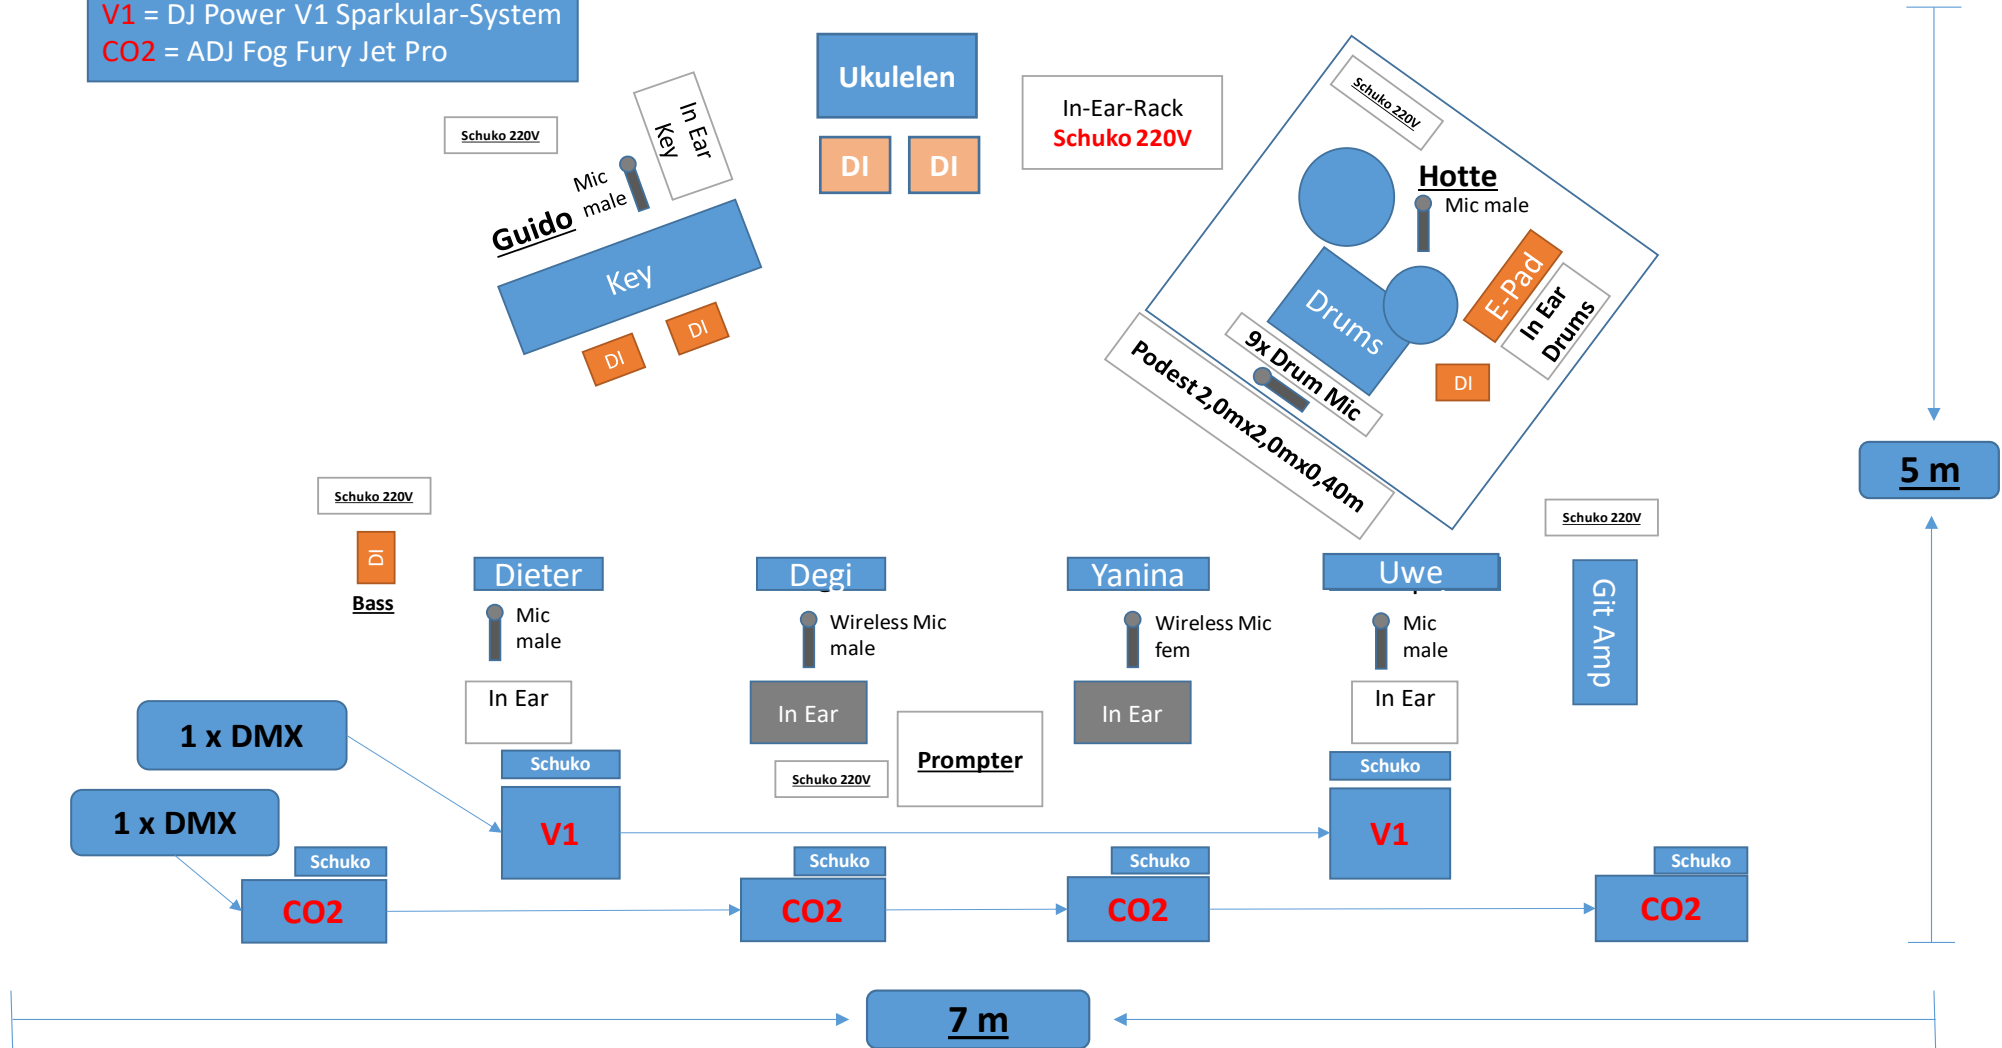 V1 = DJ Power V1 Sparkular-System
CO2 = ADJ Fog Fury Jet Pro
Ukulelen
DI
DI
In-Ear-Rack
Schuko 220V
Schuko 220V
Hotte
Mic male
Schuko 220V
In Ear
Key
Mic
male
Guido
Key
DI
DI
Drums
E-Pad
In Ear
Drums
9x Drum Mic
DI
Podest 2,0mx2,0mx0,40m
5 m
Schuko 220V
DI
Bass
Schuko 220V
Git Amp
Dieter
Degi
Yanina
Uwe
Mic
male
Wireless Mic
male
Wireless Mic
fem
Mic
male
In Ear
In Ear
In Ear
In Ear
1 x DMX
Schuko
Schuko 220V
Prompter
Schuko
1 x DMX
V1
V1
Schuko
Schuko
Schuko
Schuko
CO2
CO2
CO2
CO2
7 m